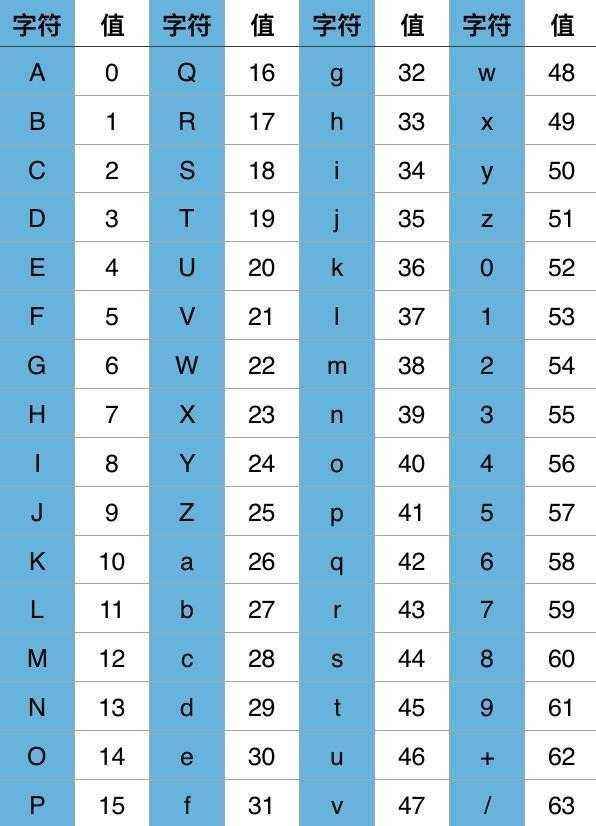 字符 值 字符 值 字符 值 字符 值
A 0 Q 16 g 32 w 48
B 1 R 17 h 33 x 49
C 2 S 18 i 34 y 50
D 3 T 19 j 35 z 51
E 4 U 20 k 36 0 52
F 5 V 21 l 37 1 53
G 6 W 22 m 38 2 54
H 7 X 23 n 39 3 55
I 8 Y 24 o 40 4 56
J 9 Z 25 p 41 5 57
K 10 a 26 q 42 6 58
L 11 b 27 r 43 7 59
M 12 c 28 s 44 8 60
N 13 d 29 t 45 9 61
O 14 e 30 u 46 + 62
P 15 f 31 v 47 / 63